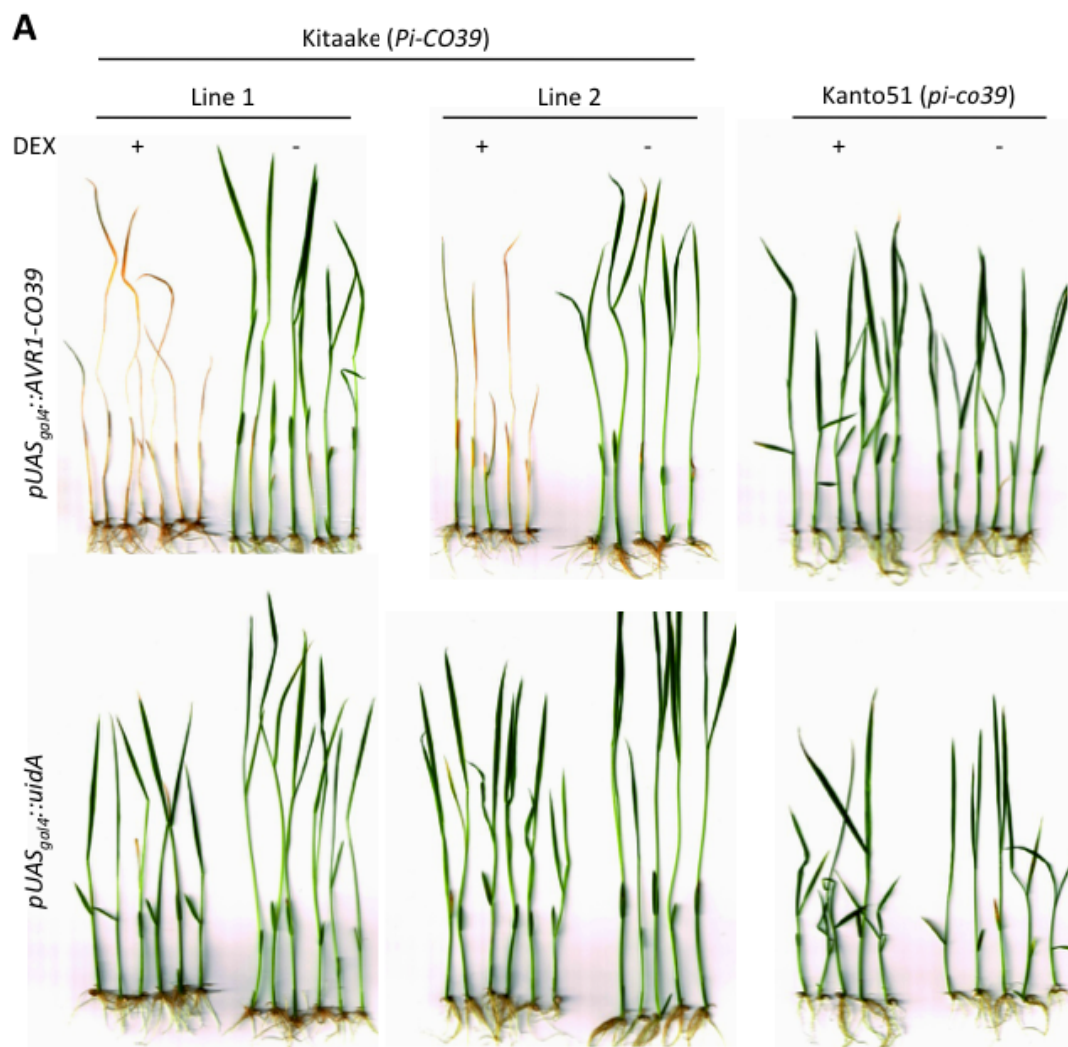 A
Kitaake (Pi-CO39)
Line 1
Line 2
Kanto51 (pi-co39)
DEX + - + - + -
pUASgal4::AVR1-CO39
pUASgal4::uidA